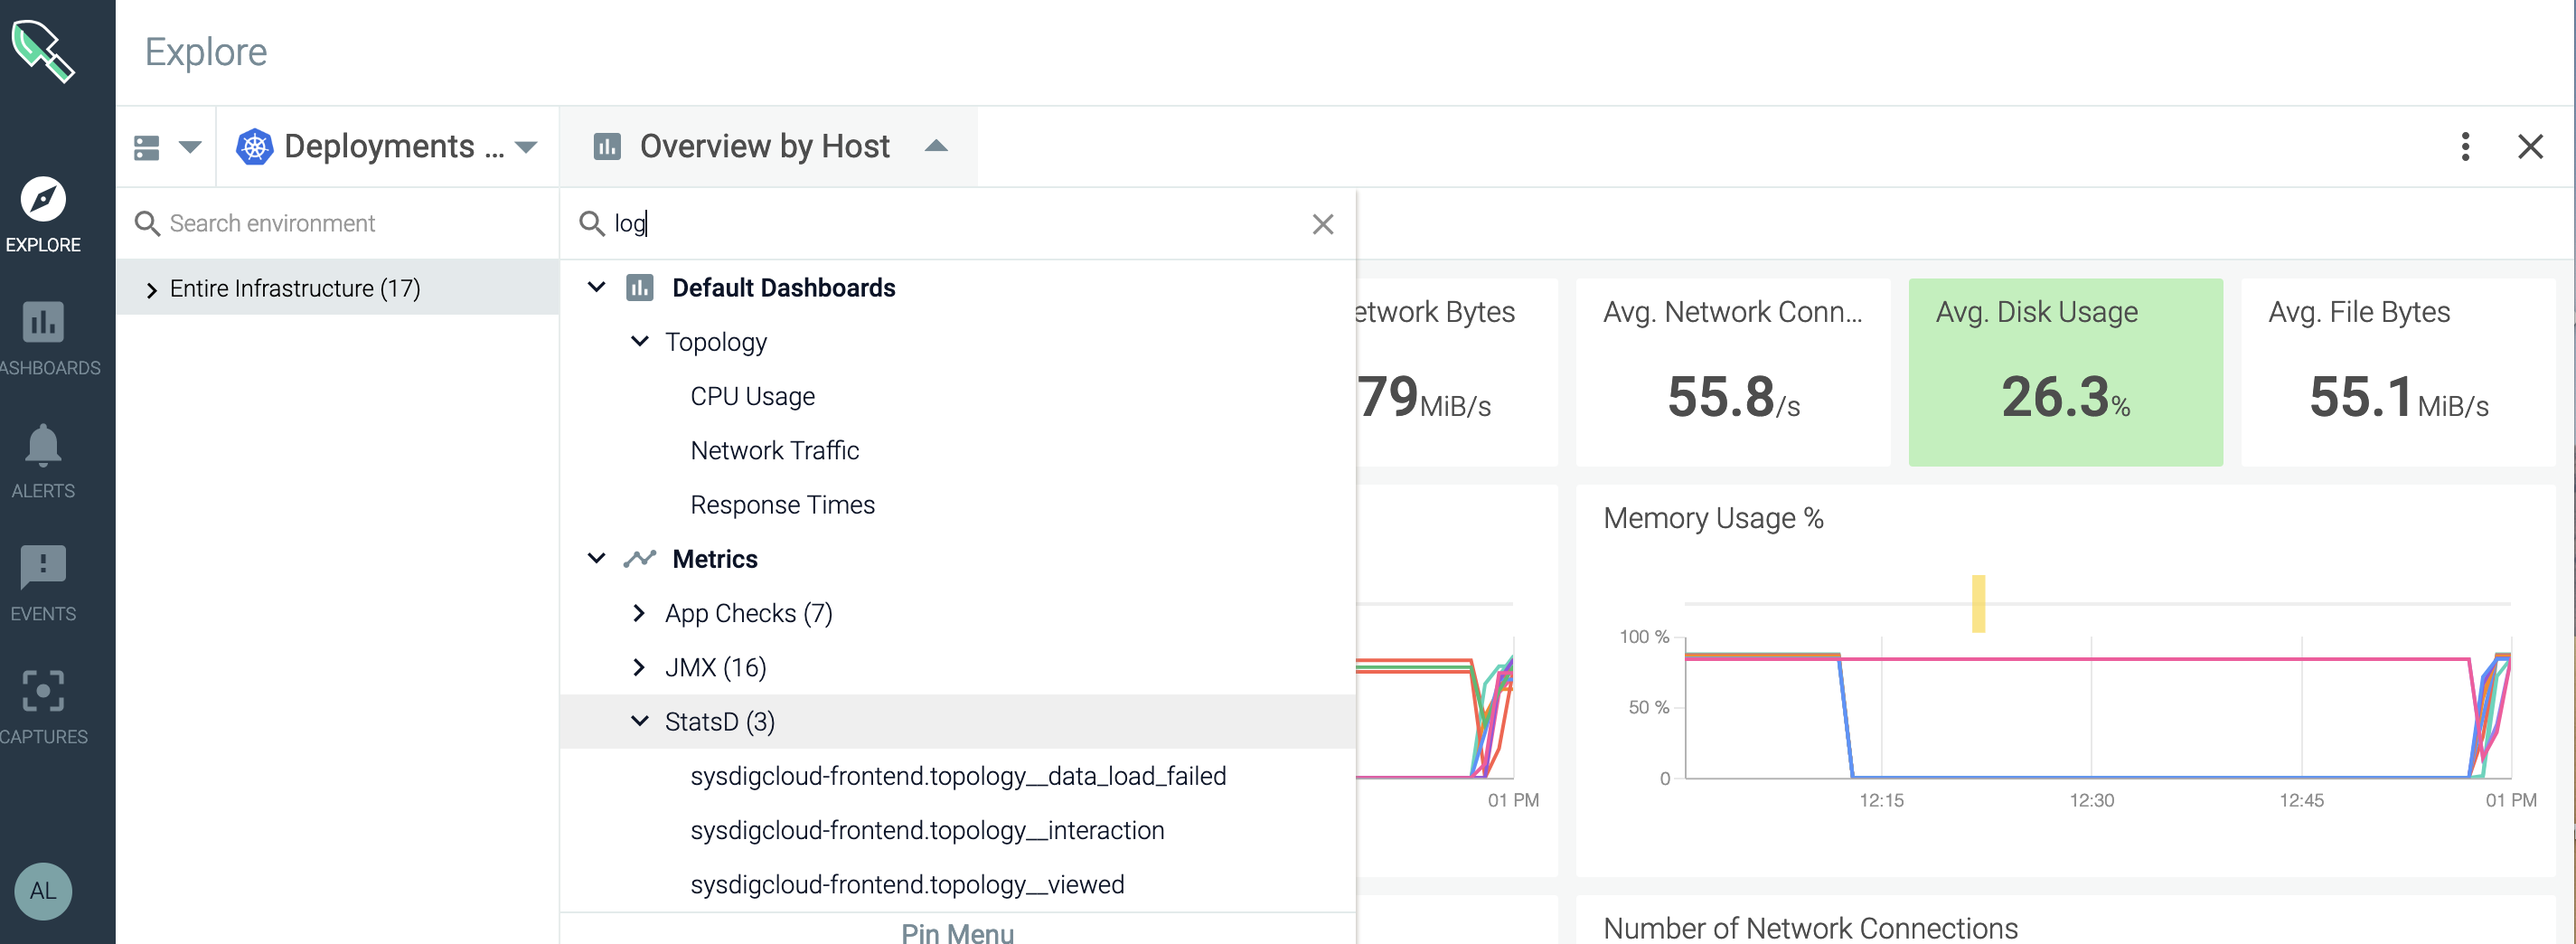 Explore
Deployments ...
Overview by Host
Search environment
log
EXPLORE
Entire Infrastructure (17)
Default Dashboards
Topology
CPU Usage
Network Traffic
Response Times
Metrics
App Checks (7)
JMX (16)
StatsD (3)
sysdigcloud-frontend.topology__data_load_failed
sysdigcloud-frontend.topology__interaction
sysdigcloud-frontend.topology__viewed
Pin Menu
ASHBOARDS
ALERTS
EVENTS
CAPTURES
AL
etwork Bytes
79 MiB/s
Avg. Network Conn...
55.8/s
Avg. Disk Usage
26.3%
Avg. File Bytes
55.1 MiB/s
01 PM
Memory Usage %
100 %
50 %
0
12:15 12:30 12:45 01 PM
Number of Network Connections